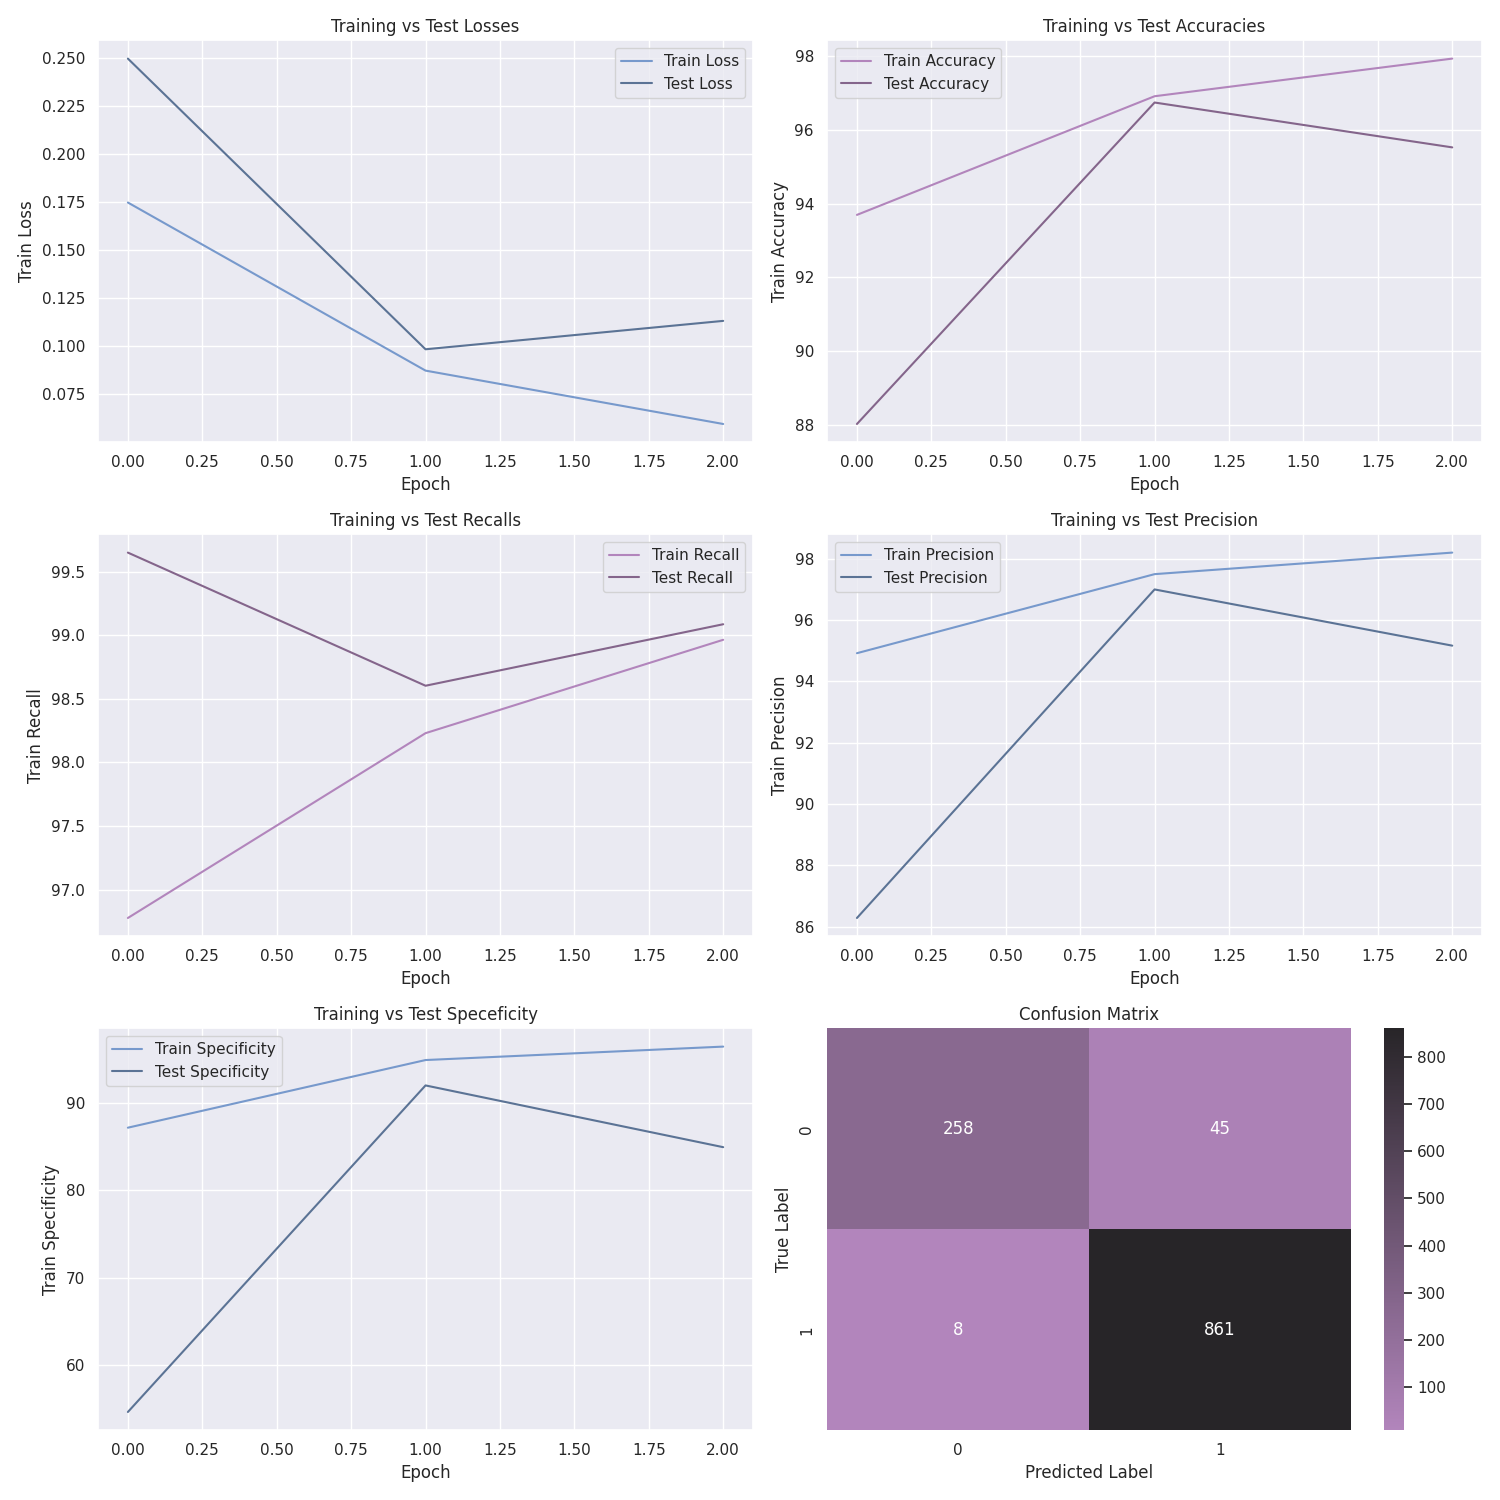 Training vs Test Losses
Train Loss
Test Loss
0.250
0.225
0.200
0.175
0.150
0.125
0.100
0.075
Train Loss
0.00 0.25 0.50 0.75 1.00 1.25 1.50 1.75 2.00
Epoch
Training vs Test Accuracies
Train Accuracy
Test Accuracy
98
96
94
92
90
88
Train Accuracy
0.00 0.25 0.50 0.75 1.00 1.25 1.50 1.75 2.00
Epoch
Training vs Test Recalls
Train Recall
Test Recall
99.5
99.0
98.5
98.0
97.5
97.0
Train Recall
0.00 0.25 0.50 0.75 1.00 1.25 1.50 1.75 2.00
Epoch
Training vs Test Precision
Train Precision
Test Precision
98
96
94
92
90
88
86
Train Precision
0.00 0.25 0.50 0.75 1.00 1.25 1.50 1.75 2.00
Epoch
Training vs Test Speceficity
Train Specificity
Test Specificity
90
80
70
60
Train Specificity
0.00 0.25 0.50 0.75 1.00 1.25 1.50 1.75 2.00
Epoch
Confusion Matrix
0
258 45
1
8 861
True Label
0 1
Predicted Label
800
700
600
500
400
300
200
100